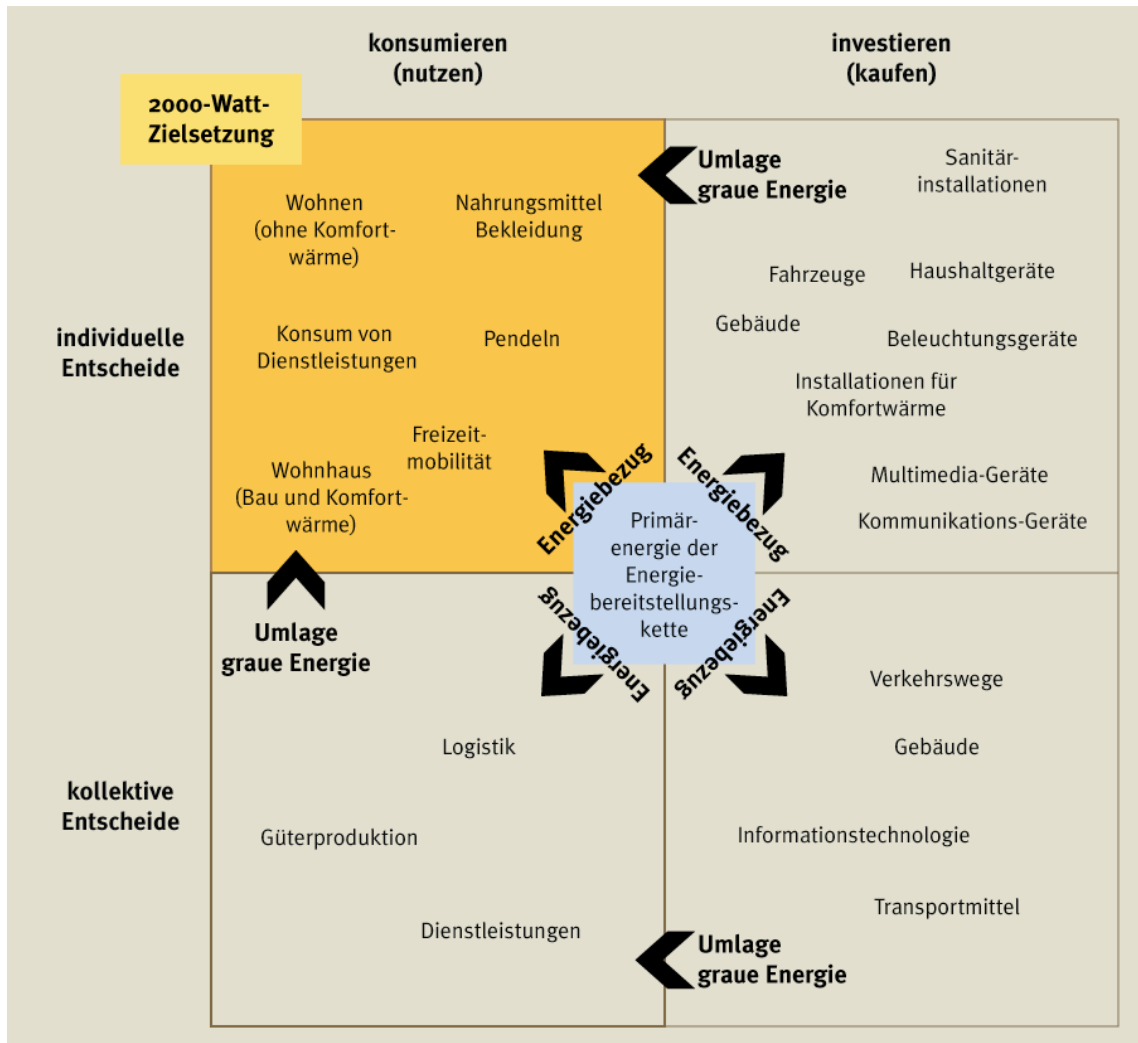 konsumieren
(nutzen)
investieren
(kaufen)
2000-Watt-
Zielsetzung
individuelle
Entscheide
Wohnen
(ohne Komfort-
wärme)
Nahrungsmittel
Bekleidung
Konsum von
Dienstleistungen
Pendeln
Freizeit-
mobilität
Wohnhaus
(Bau und Komfort-
wärme)
Umlage
graue Energie
Sanitär-
installationen
Fahrzeuge
Haushaltgeräte
Gebäude
Beleuchtungsgeräte
Installationen für
Komfortwärme
Multimedia-Geräte
Kommunikations-Geräte
Energiebezug
Energiebezug
Primär-
energie der
Energie-
bereitstellungs-
kette
Energiebezug
Energiebezug
kollektive
Entscheide
Umlage
graue Energie
Logistik
Güterproduktion
Dienstleistungen
Verkehrswege
Gebäude
Informationstechnologie
Transportmittel
Umlage
graue Energie